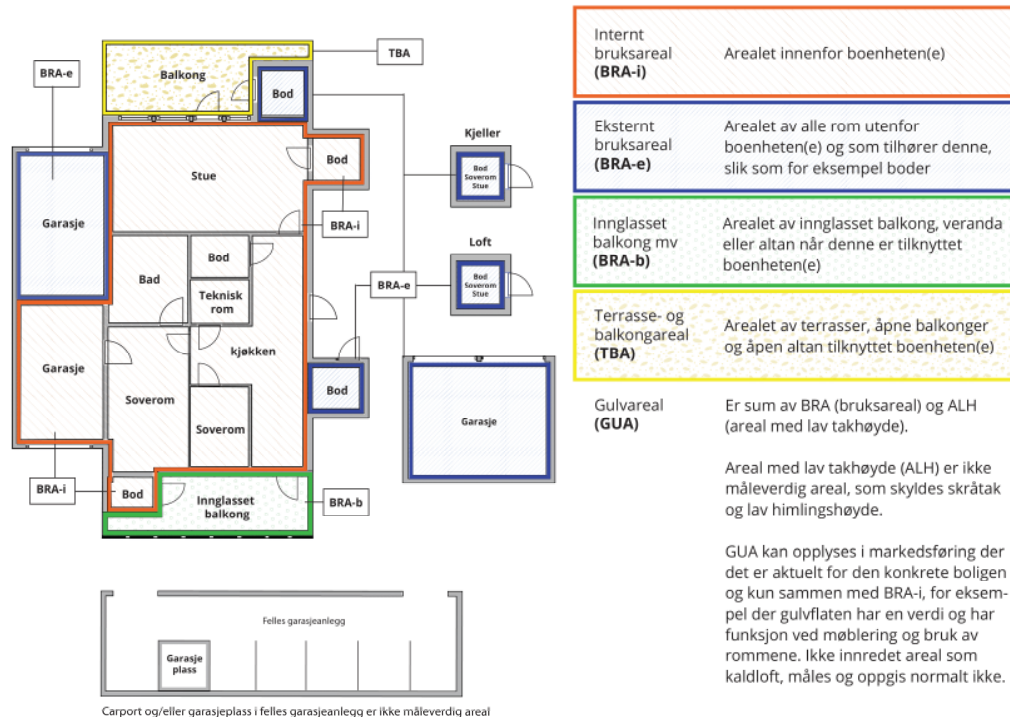 TBA
BRA-e
Balkong
Bod
Kjeller
Bod
Soverom
Stue
Stue
Bod
Garasje
BRA-i
Loft
Bod
Bad
Teknisk
rom
BRA-e
Bod
Soverom
Stue
kjøkken
Garasje
Soverom
Bod
Garasje
Soverom
BRA-i
Bod
Innglasset
balkong
BRA-b
Felles garasjeanlegg
Garasje
plass
Carport og/eller garasjeplass i felles garasjeanlegg er ikke måleverdig areal
Internt
bruksareal
(BRA-i)
Arealet innenfor boenheten(e)
Eksternt
bruksareal
(BRA-e)
Arealet av alle rom utenfor
boenheten(e) og som tilhører denne,
slik som for eksempel boder
Innglasset
balkong mv
(BRA-b)
Arealet av innglasset balkong, veranda
eller altan når denne er tilknyttet
boenheten(e)
Terrasse- og
balkongareal
(TBA)
Arealet av terrasser, åpne balkonger
og åpen altan tilknyttet boenheten(e)
Gulvareal
(GUA)
Er sum av BRA (bruksareal) og ALH
(areal med lav takhøyde).
Areal med lav takhøyde (ALH) er ikke
måleverdig areal, som skyldes skråtak
og lav himlingshøyde.
GUA kan opplyses i markedsføring der
det er aktuelt for den konkrete boligen
og kun sammen med BRA-i, for eksem-
pel der gulvflaten har en verdi og har
funksjon ved møblering og bruk av
rommene. Ikke innredet areal som
kaldloft, måles og oppgis normalt ikke.